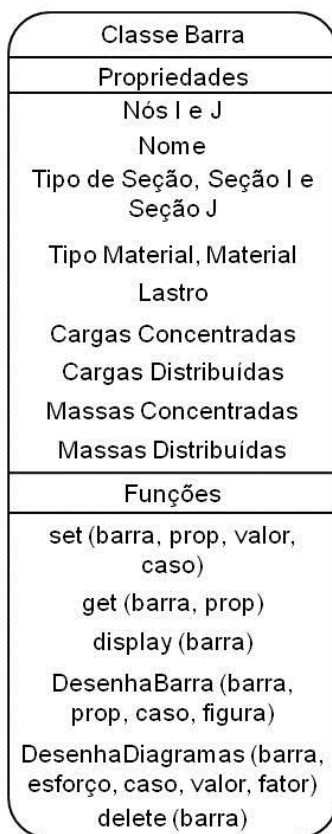 Classe Barra
Propriedades
Nós I e J
Nome
Tipo de Seção, Seção I e
Seção J
Tipo Material, Material
Lastro
Cargas Concentradas
Cargas Distribuídas
Massas Concentradas
Massas Distribuídas
Funções
set (barra, prop, valor,
caso)
get (barra, prop)
display (barra)
DesenhaBarra (barra,
prop, caso, figura)
DesenhaDiagramas (barra,
esforço, caso, valor, fator)
delete (barra)